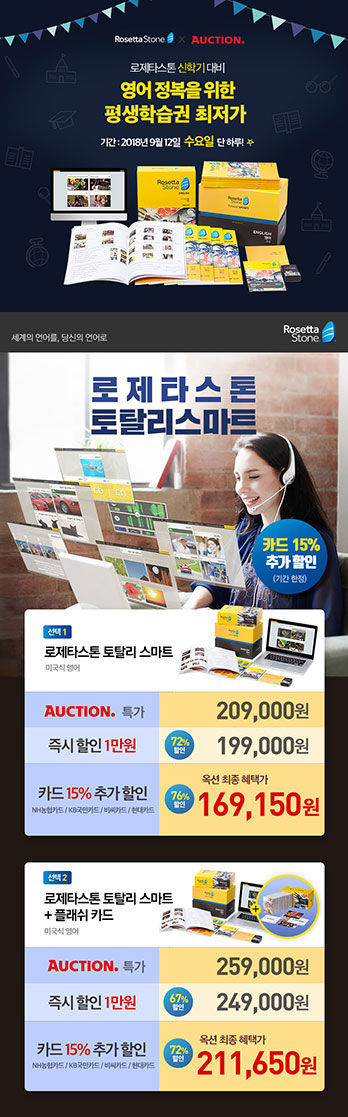 Rosetta Stone × AUCTION.
로제타스톤 신학기 대비
영어 정복을 위한
평생학습권 최저가
기간 : 2018년 9월 12일 수요일 단 하루!
Rosetta Stone
ENGLISH
영어
세계의 언어를, 당신의 언어로
Rosetta
Stone
로제타스톤
토탈리스마트
카드 15%
추가 할인
(기간 한정)
선택 1
로제타스톤 토탈리 스마트
미국식 영어
AUCTION. 특가
209,000원
즉시 할인 1만원
72% 할인
199,000원
카드 15% 추가 할인
NH농협카드 / KB국민카드 / 비씨카드 / 현대카드
76% 할인
옥션 최종 혜택가
169,150원
선택 2
로제타스톤 토탈리 스마트
+ 플래쉬 카드
미국식 영어
+
AUCTION. 특가
259,000원
즉시 할인 1만원
67% 할인
249,000원
카드 15% 추가 할인
NH농협카드 / KB국민카드 / 비씨카드 / 현대카드
72% 할인
옥션 최종 혜택가
211,650원